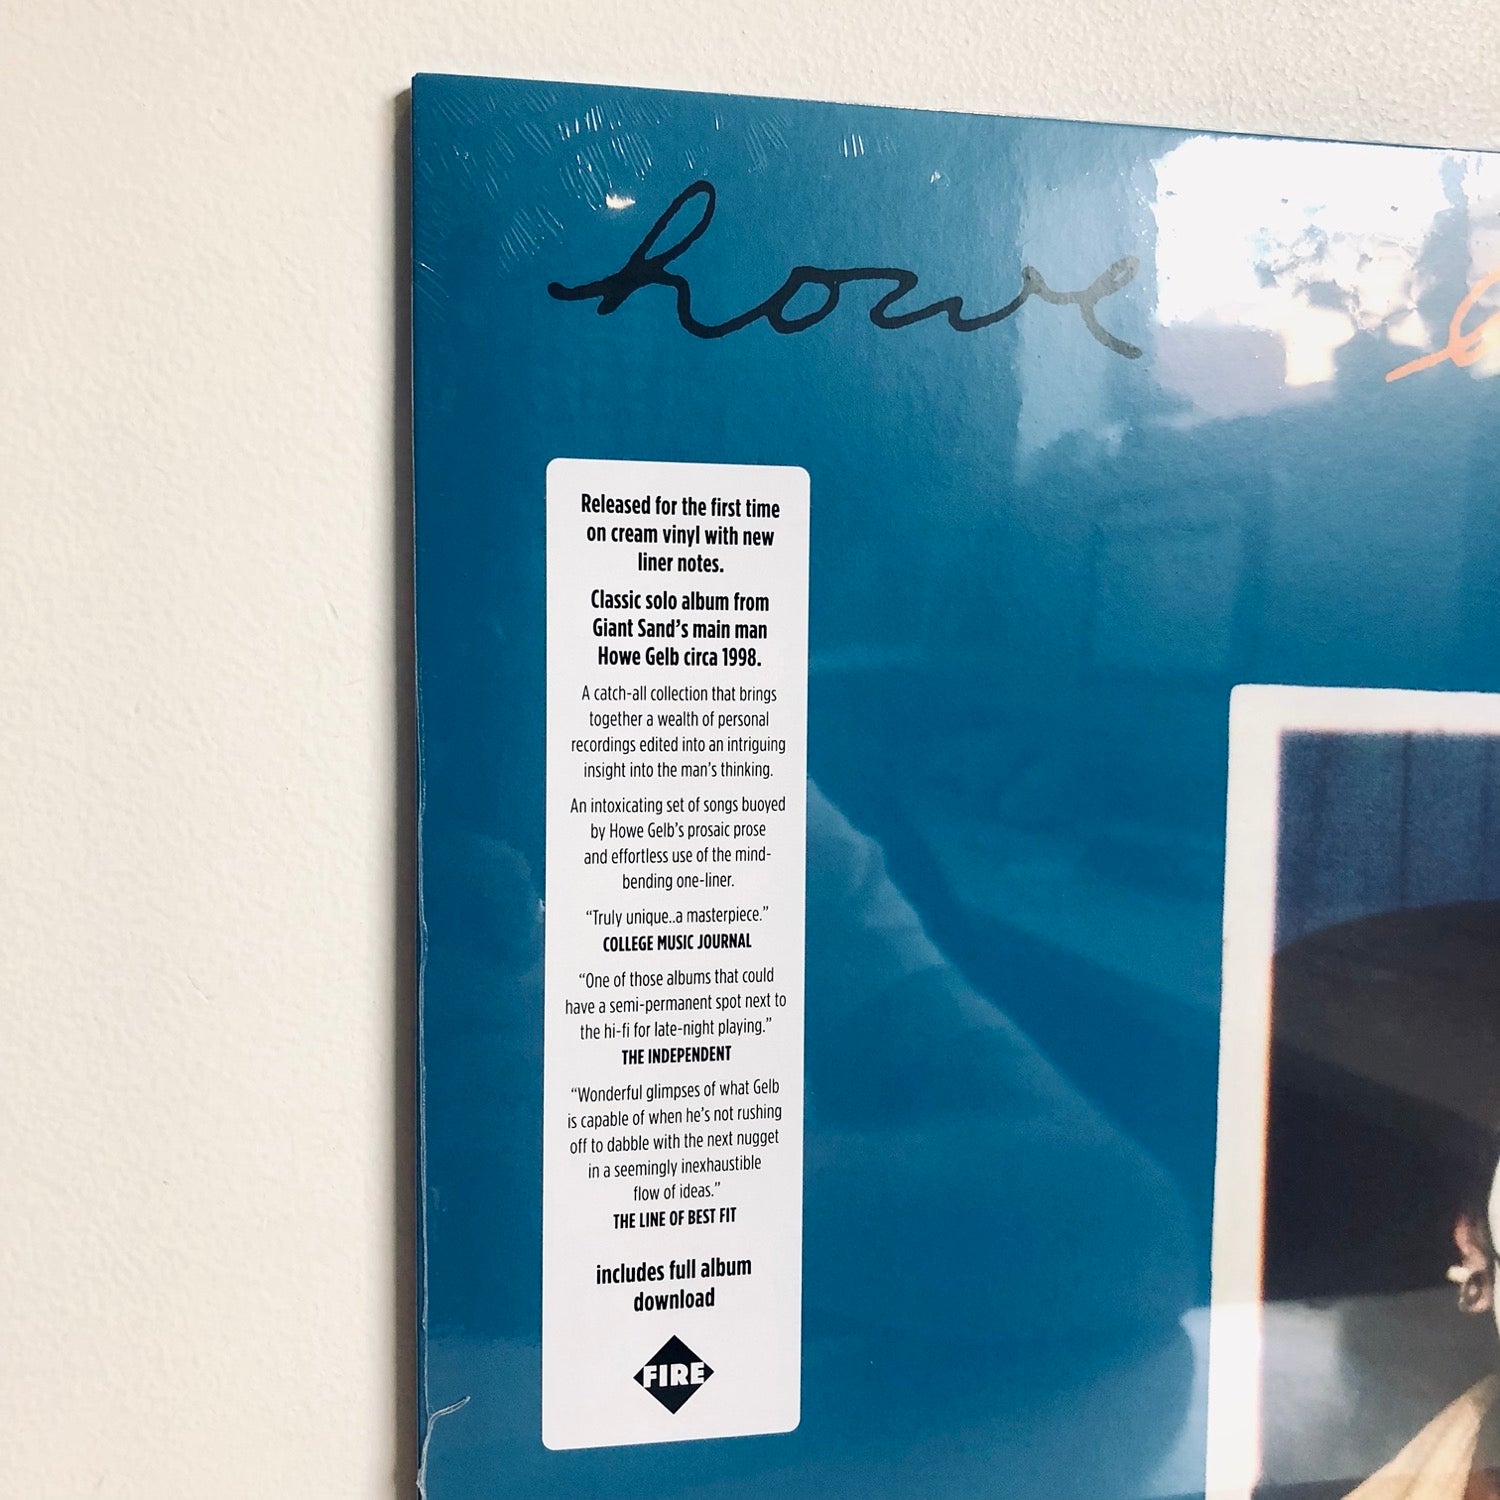 howe
Released for the first time
on cream vinyl with new
liner notes.
Classic solo album from
Giant Sand's main man
Howe Gelb circa 1998.
A catch-all collection that brings
together a wealth of personal
recordings edited into an intriguing
insight into the man's thinking.
An intoxicating set of songs buoyed
by Howe Gelb's prosaic prose
and effortless use of the mind-
bending one-liner.
“Truly unique..a masterpiece.”
COLLEGE MUSIC JOURNAL
“One of those albums that could
have a semi-permanent spot next to
the hi-fi for late-night playing.”
THE INDEPENDENT
“Wonderful glimpses of what Gelb
is capable of when he's not rushing
off to dabble with the next nugget
in a seemingly inexhaustible
flow of ideas.”
THE LINE OF BEST FIT
includes full album
download
FIRE